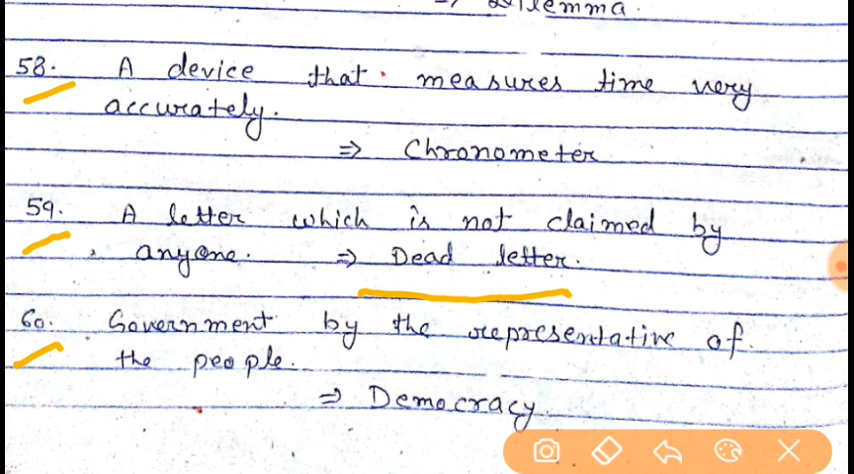 => Dilemma.
58. A device that measures time very
accurately.
=> Chronometer
59. A letter which is not claimed by
anyone. => Dead letter.
60. Government by the representative of
the people.
=> Democracy.